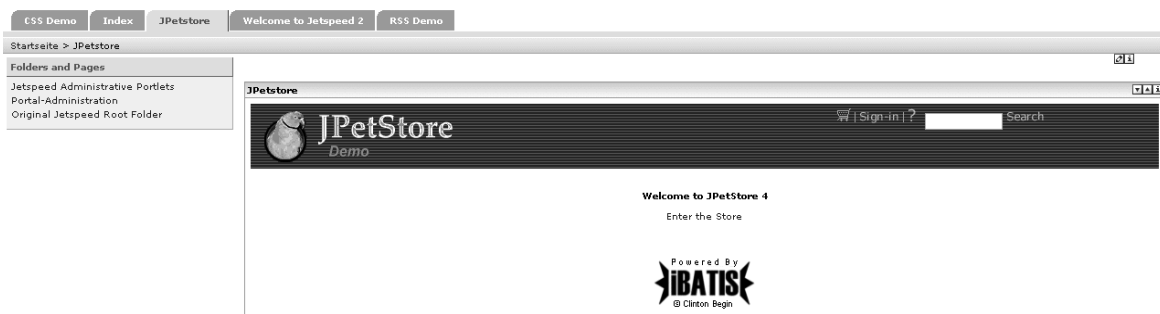 CSS Demo Index JPetstore Welcome to Jetspeed 2 RSS Demo
Startseite > JPetstore
Folders and Pages
Jetspeed Administrative Portlets
Portal-Administration
Original Jetspeed Root Folder
JPetstore
JPetStore
Demo
| Sign-in | ? Search
Welcome to JPetStore 4
Enter the Store
Powered By
iBATIS
© Clinton Begin